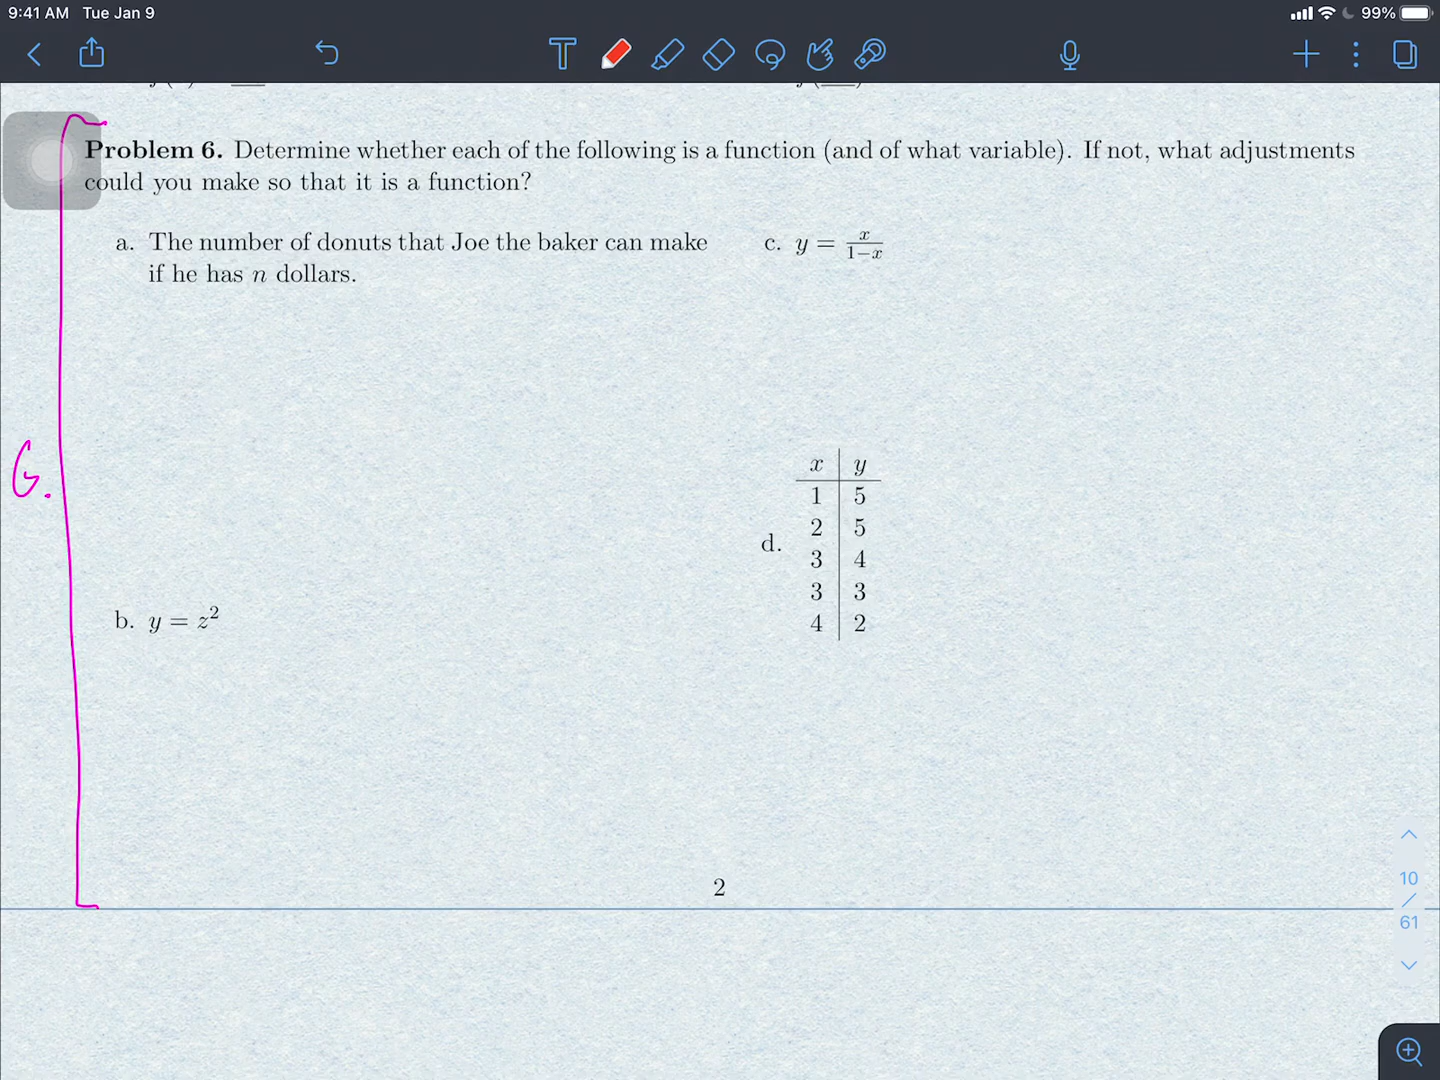 9:41 AM Tue Jan 9
99%
Problem 6. Determine whether each of the following is a function (and of what variable). If not, what adjustments
could you make so that it is a function?
a. The number of donuts that Joe the baker can make
if he has n dollars.
c. y = x/(1−x)
G.
x y
1 5
2 5
d.
3 4
3 3
4 2
b. y = z²
2
10
/
61